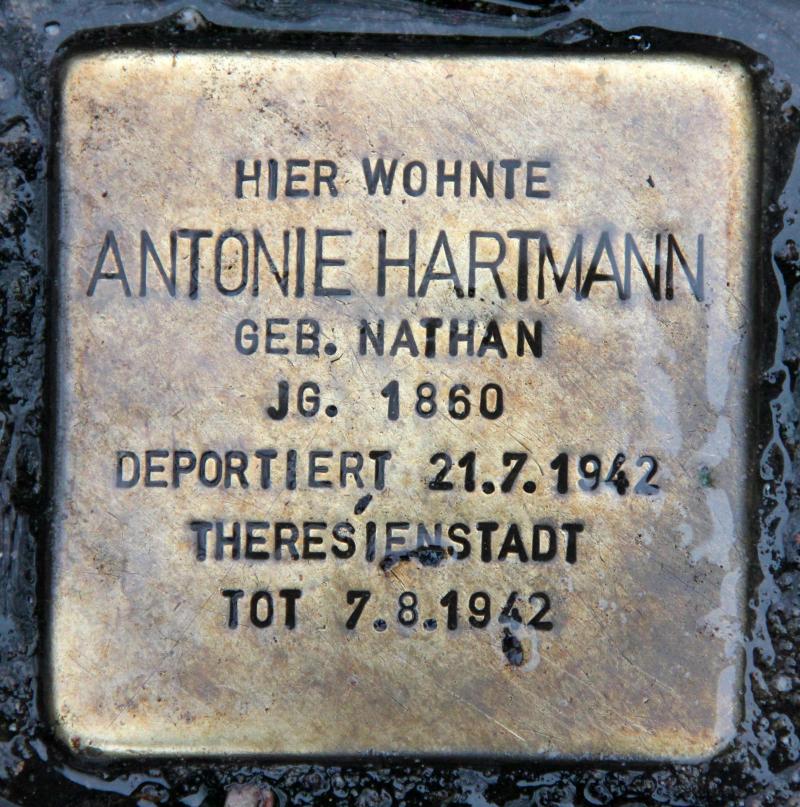 HIER WOHNTE
ANTONIE HARTMANN
GEB. NATHAN
JG. 1860
DEPORTIERT 21.7.1942
THERESIENSTADT
TOT 7.8.1942